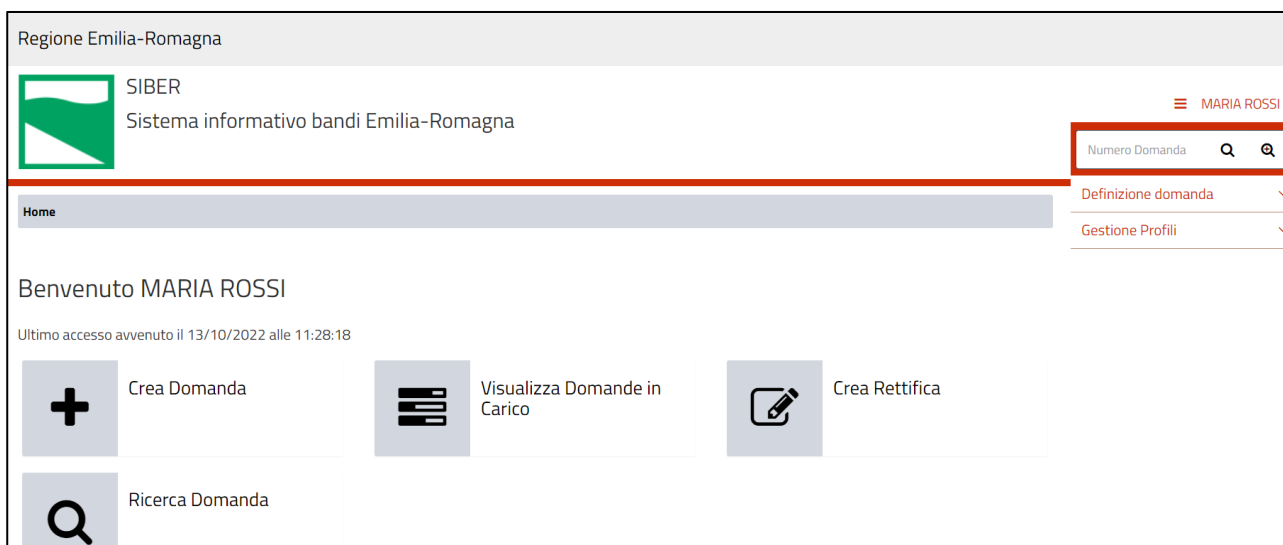 Regione Emilia-Romagna
SIBER
Sistema informativo bandi Emilia-Romagna
MARIA ROSSI
Numero Domanda
Definizione domanda
Gestione Profili
Home
Benvenuto MARIA ROSSI
Ultimo accesso avvenuto il 13/10/2022 alle 11:28:18
Crea Domanda
Visualizza Domande in
Carico
Crea Rettifica
Ricerca Domanda